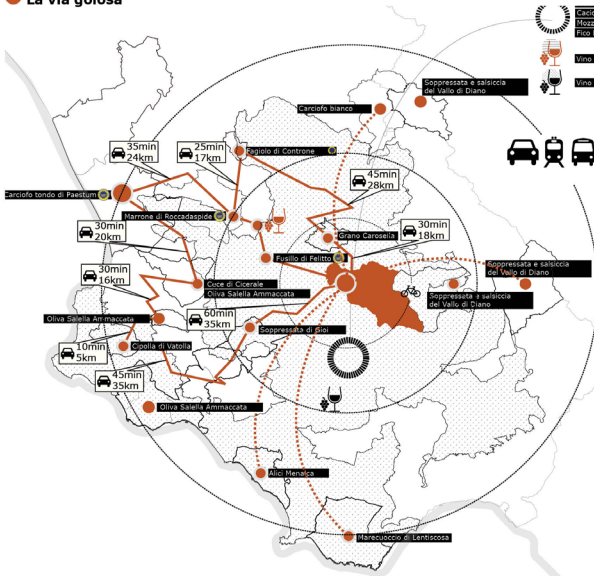 La via golosa
Cacio
Mozz
Fico
Vino
Vino
Soppressata e salsiccia
del Vallo di Diano
Carciofo bianco
35min
24km
25min
17km
Fagiolo di Controne
45min
28km
Carciofo tondo di Paestum
Marrone di Roccadaspide
30min
20km
Grano Carosella
30min
18km
Fusillo di Felitto
30min
16km
Cece di Cicerale
Oliva Salella Ammaccata
Soppressata e salsiccia
del Vallo di Diano
Soppressata e salsiccia
del Vallo di Diano
60min
35km
Oliva Salella Ammaccata
Soppressata di Gioi
10min
5km
Cipolla di Vatolla
45min
35km
Oliva Salella Ammaccata
Alici Menaica
Marecuoccio di Lentiscosa